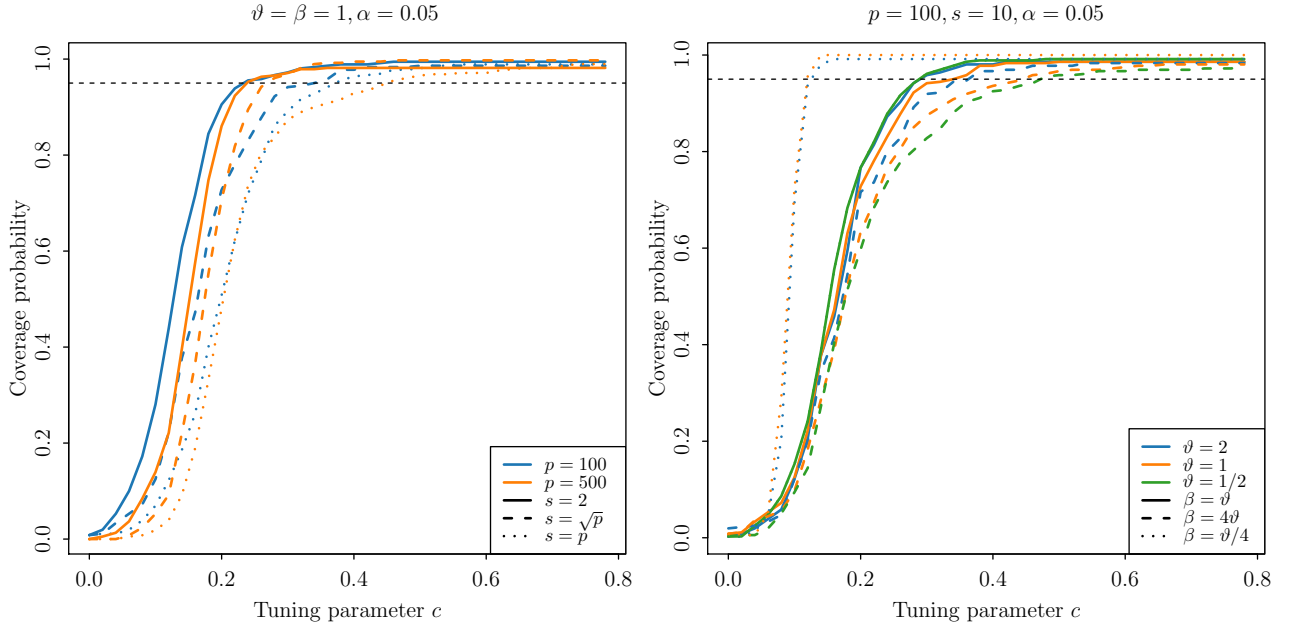 ϑ = β = 1, α = 0.05
Coverage probability
1.0
0.8
0.6
0.4
0.2
0.0
p = 100
p = 500
s = 2
s = √p
s = p
0.0 0.2 0.4 0.6 0.8
Tuning parameter c
p = 100, s = 10, α = 0.05
Coverage probability
1.0
0.8
0.6
0.4
0.2
0.0
ϑ = 2
ϑ = 1
ϑ = 1/2
β = ϑ
β = 4ϑ
β = ϑ/4
0.0 0.2 0.4 0.6 0.8
Tuning parameter c